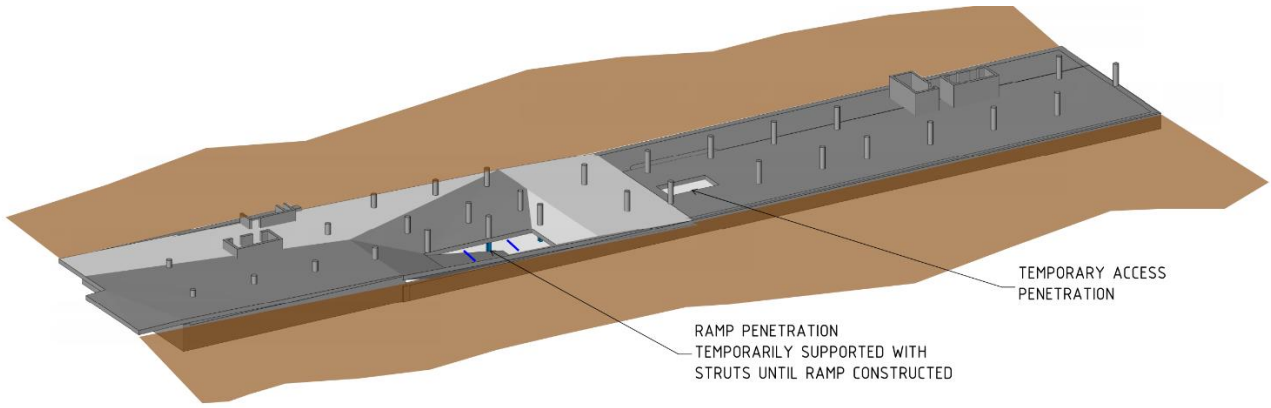 TEMPORARY ACCESS
PENETRATION
RAMP PENETRATION
TEMPORARILY SUPPORTED WITH
STRUTS UNTIL RAMP CONSTRUCTED